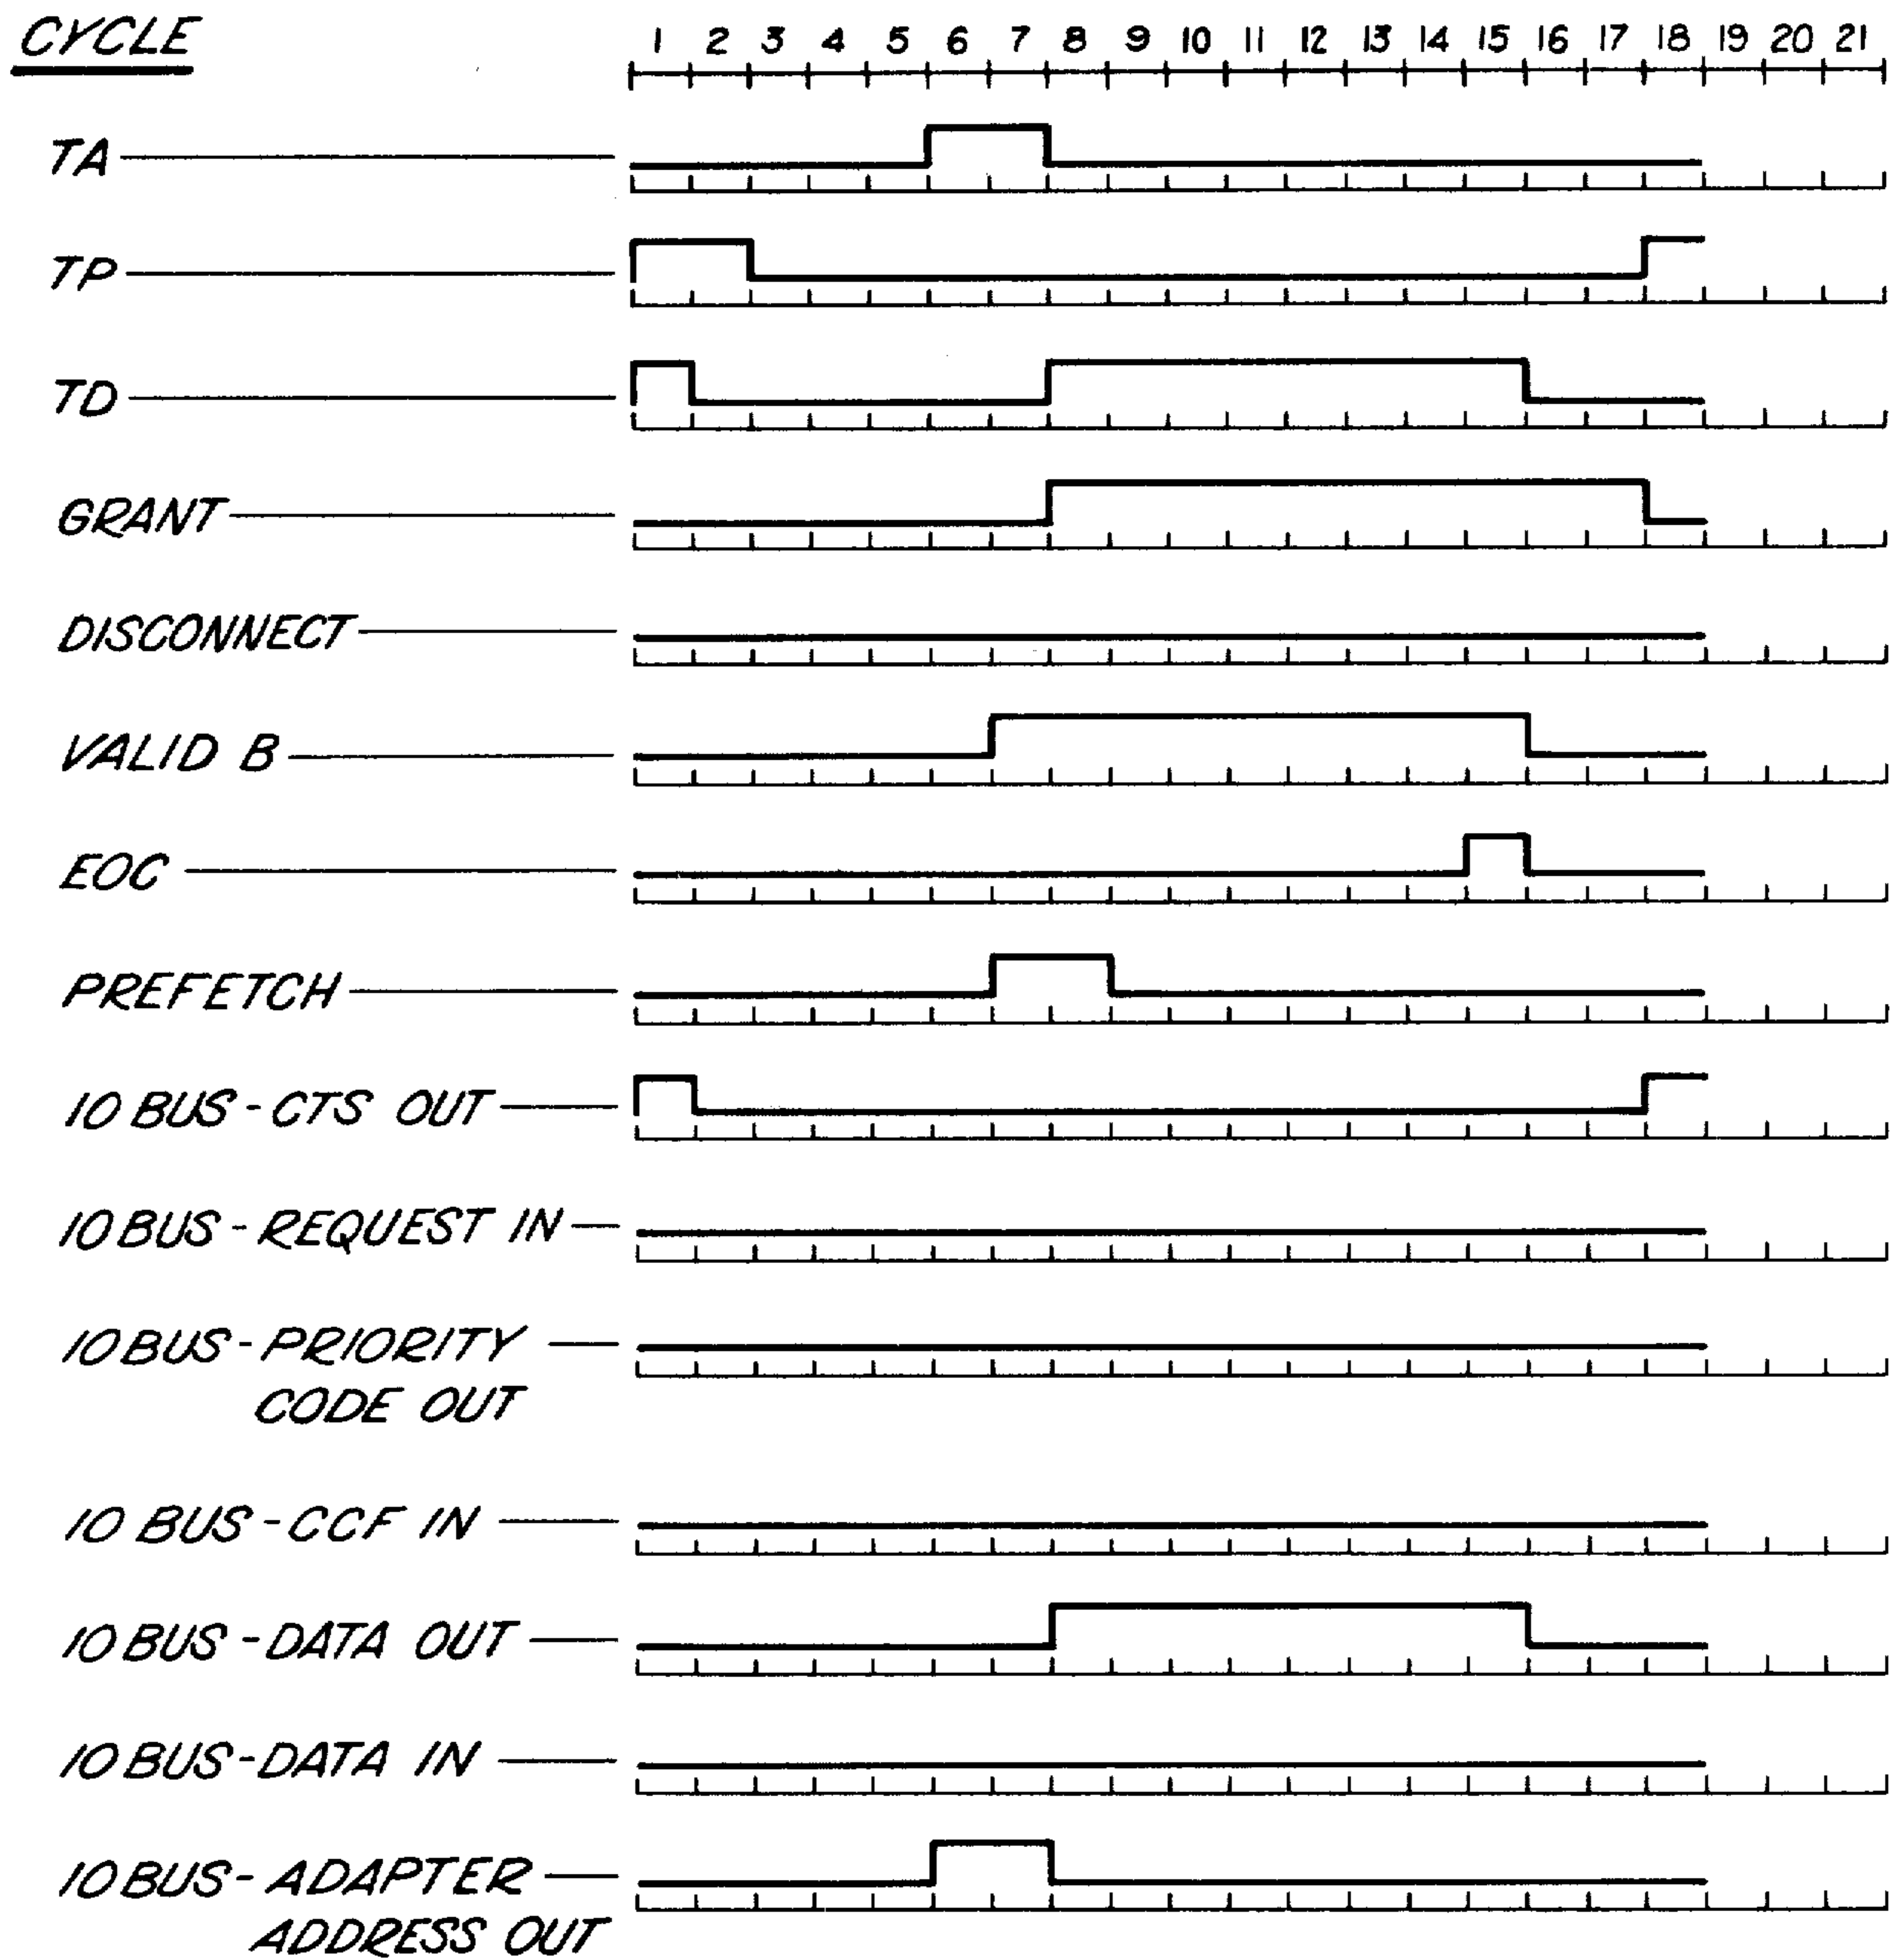 CYCLE 1 2 3 4 5 6 7 8 9 10 11 12 13 14 15 16 17 18 19 20 21
TA
TP
TD
GRANT
DISCONNECT
VALID B
EOC
PREFETCH
IO BUS-CTS OUT
IO BUS-REQUEST IN
IO BUS-PRIORITY
CODE OUT
IO BUS-CCF IN
IO BUS-DATA OUT
IO BUS-DATA IN
IO BUS-ADAPTER
ADDRESS OUT